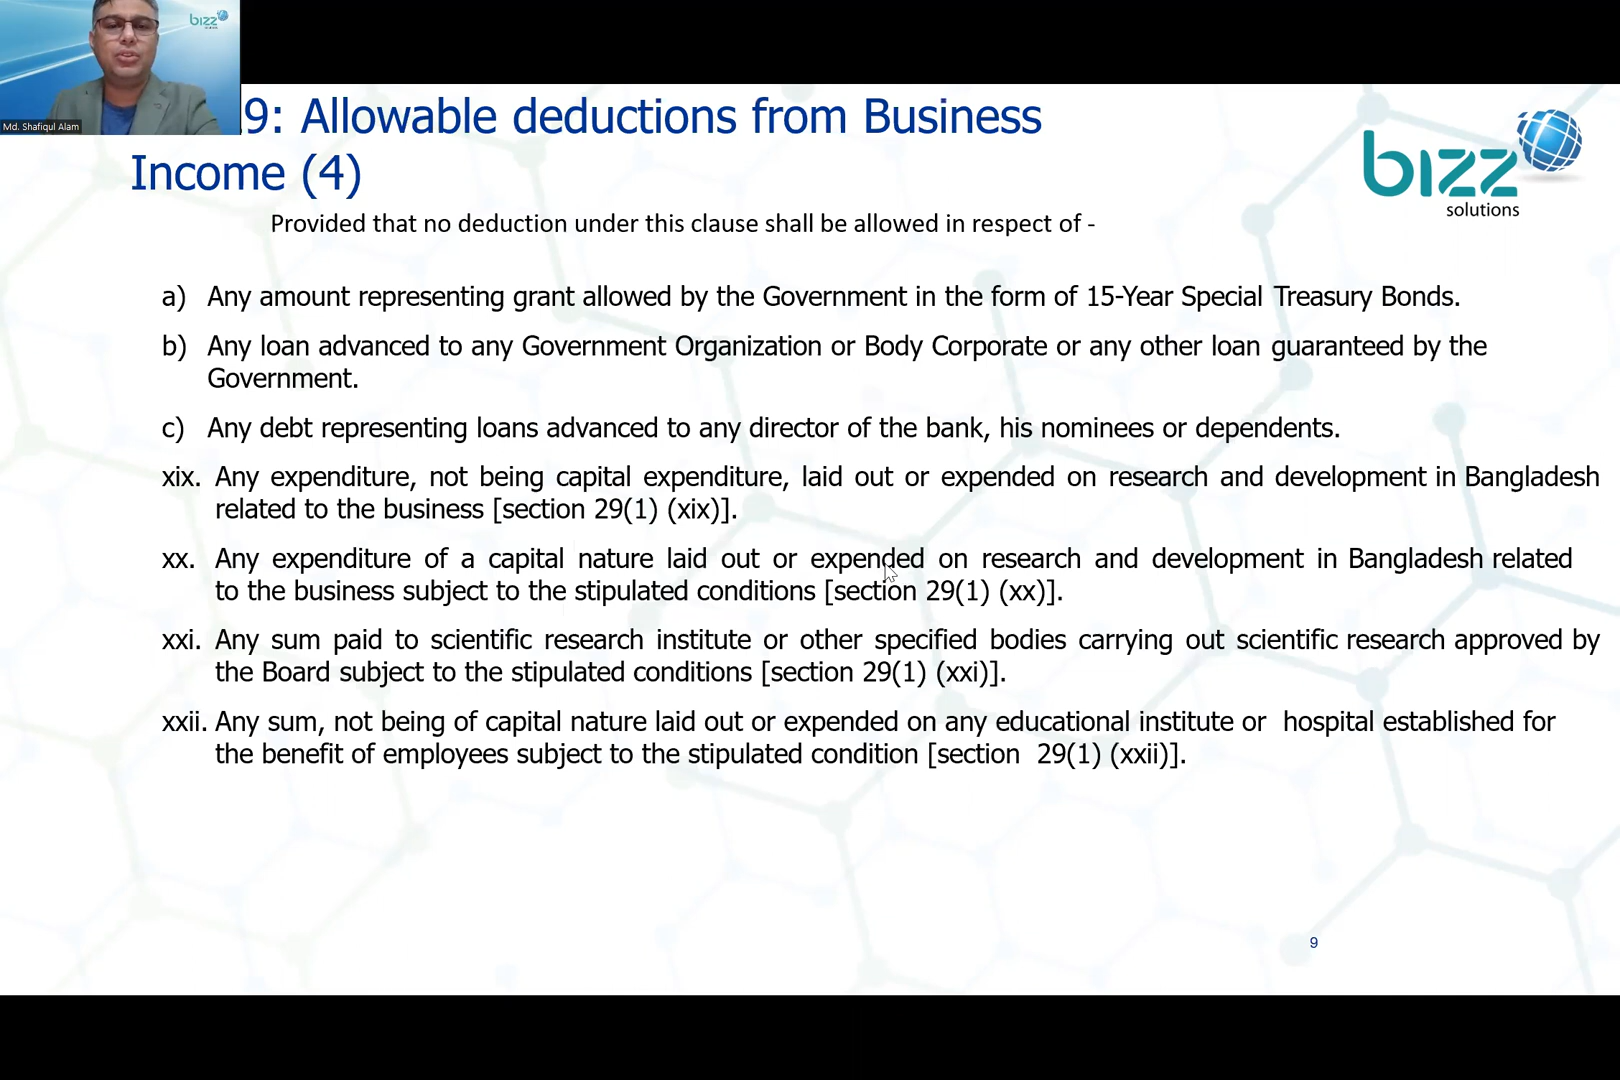 bizz
Md. Shafiqul Alam
9: Allowable deductions from Business
Income (4)
bizz
solutions
Provided that no deduction under this clause shall be allowed in respect of -
a) Any amount representing grant allowed by the Government in the form of 15-Year Special Treasury Bonds.
b) Any loan advanced to any Government Organization or Body Corporate or any other loan guaranteed by the
Government.
c) Any debt representing loans advanced to any director of the bank, his nominees or dependents.
xix. Any expenditure, not being capital expenditure, laid out or expended on research and development in Bangladesh
related to the business [section 29(1) (xix)].
xx. Any expenditure of a capital nature laid out or expended on research and development in Bangladesh related
to the business subject to the stipulated conditions [section 29(1) (xx)].
xxi. Any sum paid to scientific research institute or other specified bodies carrying out scientific research approved by
the Board subject to the stipulated conditions [section 29(1) (xxi)].
xxii. Any sum, not being of capital nature laid out or expended on any educational institute or hospital established for
the benefit of employees subject to the stipulated condition [section 29(1) (xxii)].
9